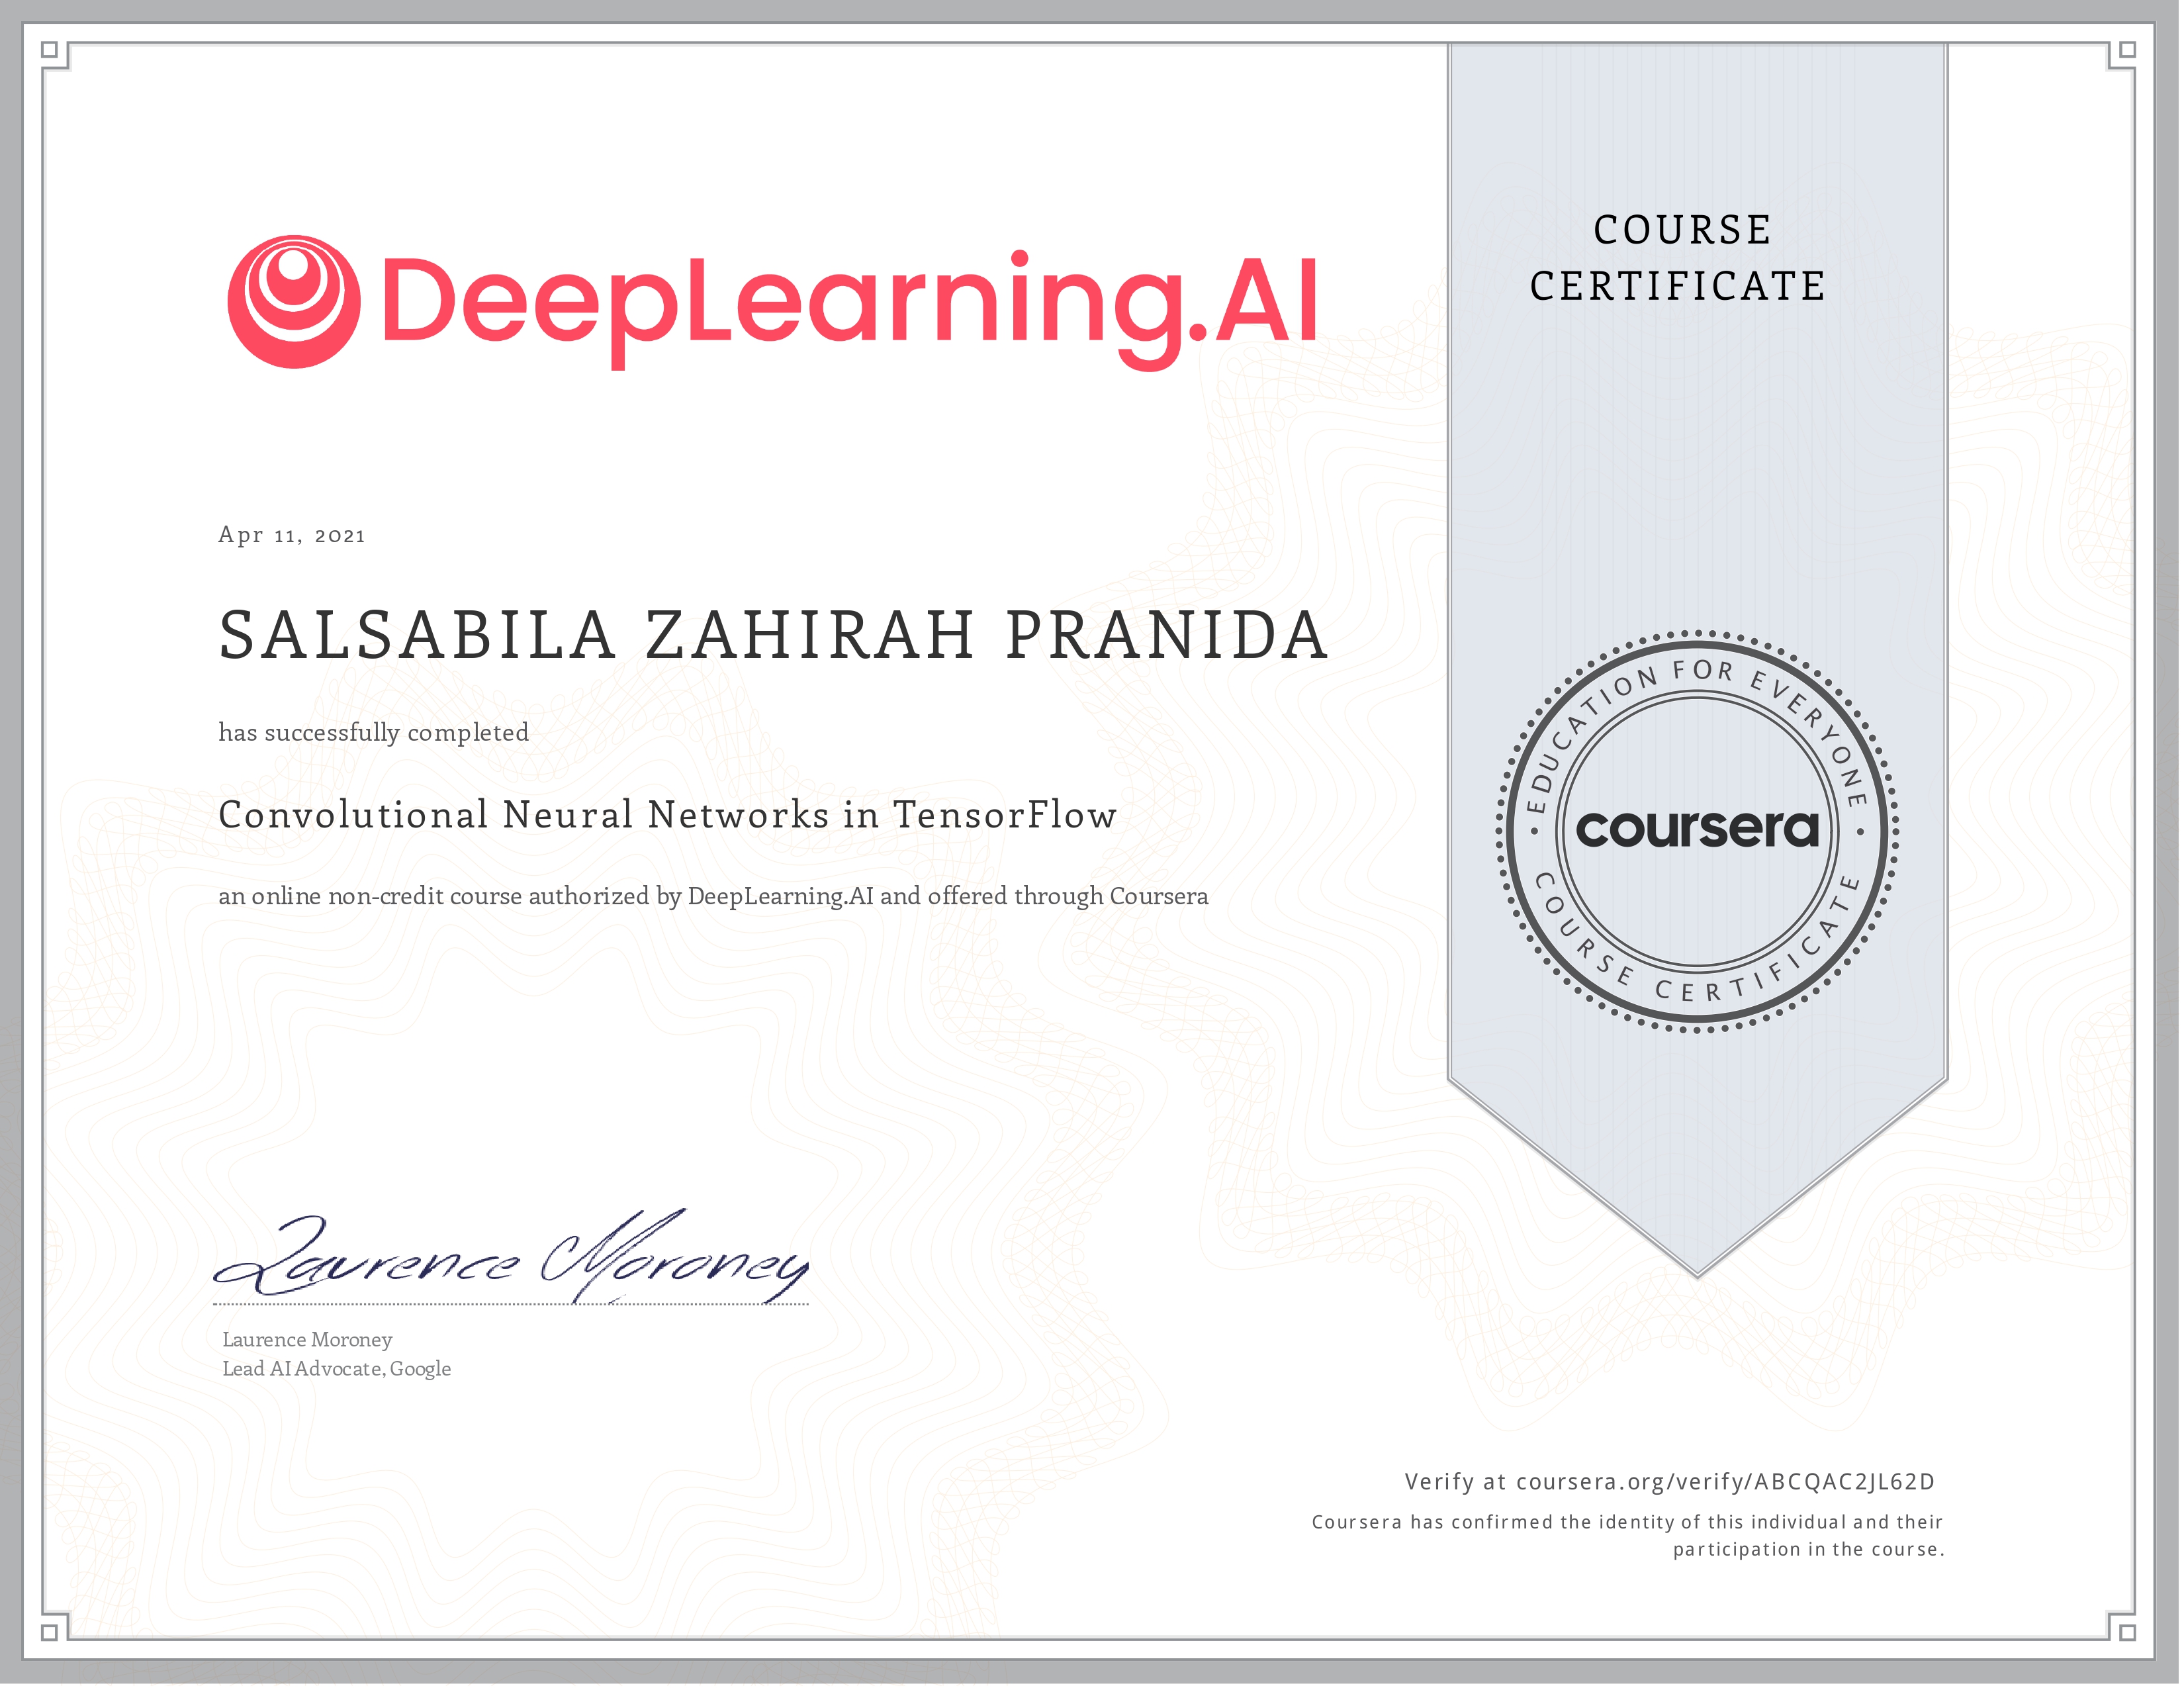 DeepLearning.AI
COURSE
CERTIFICATE
Apr 11, 2021
SALSABILA ZAHIRAH PRANIDA
has successfully completed
Convolutional Neural Networks in TensorFlow
an online non-credit course authorized by DeepLearning.AI and offered through Coursera
EDUCATION FOR EVERYONE
coursera
COURSE CERTIFICATE
Laurence Moroney
Laurence Moroney
Lead AI Advocate, Google
Verify at coursera.org/verify/ABCQAC2JL62D
Coursera has confirmed the identity of this individual and their
participation in the course.